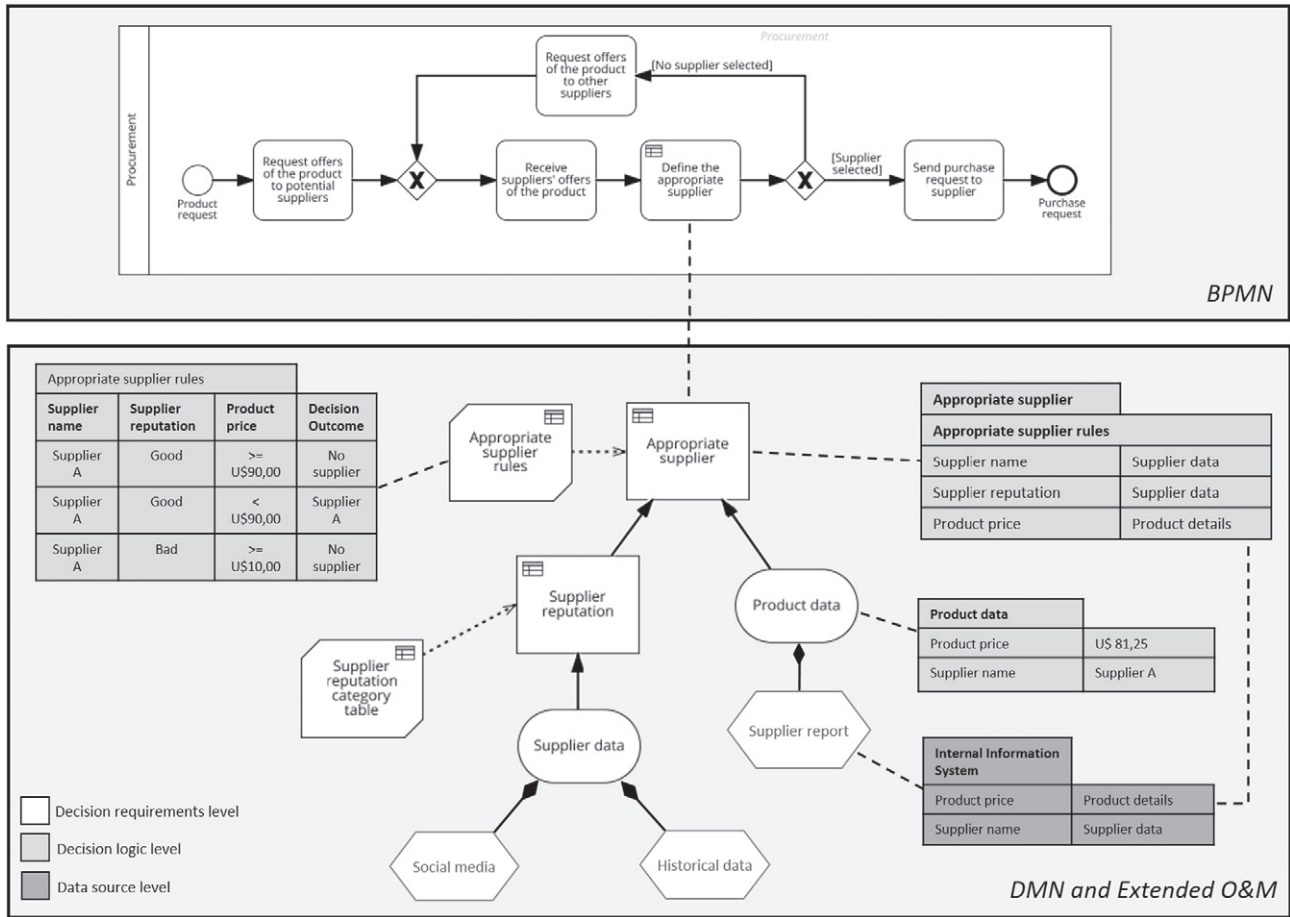 Procurement
Procurement
Request offers
of the product
to other
suppliers
[No supplier selected]
Product
request
Request offers
of the product
to potential
suppliers
X
Receive
suppliers' offers
of the product
Define the
appropriate
supplier
X
[Supplier
selected]
Send purchase
request to
supplier
Purchase
request
BPMN
Appropriate supplier rules
Supplier name Supplier reputation Product price Decision Outcome
Supplier A Good >= U$90,00 No supplier
Supplier A Good < U$90,00 Supplier A
Supplier A Bad >= U$10,00 No supplier
Appropriate
supplier
rules
Appropriate
supplier
Appropriate supplier
Appropriate supplier rules
Supplier name Supplier data
Supplier reputation Supplier data
Product price Product details
Supplier
reputation
Product data
Product data
Product price U$ 81,25
Supplier name Supplier A
Supplier
reputation
category
table
Supplier data
Supplier report
Internal Information
System
Product price Product details
Supplier name Supplier data
Social media
Historical data
Decision requirements level
Decision logic level
Data source level
DMN and Extended O&M